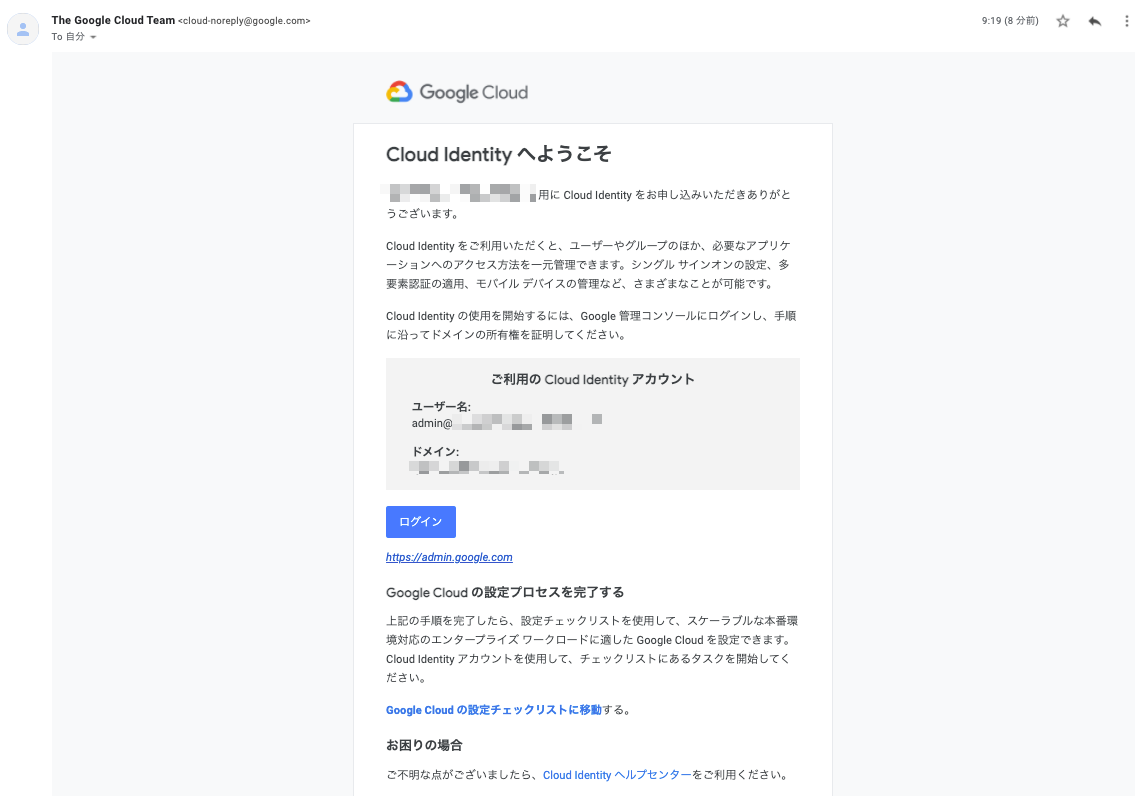 The Google Cloud Team <cloud-noreply@google.com>
9:19 (8 分前)
To 自分
Google Cloud
Cloud Identity へようこそ
用に Cloud Identity をお申し込みいただきありがと
うございます。
Cloud Identity をご利用いただくと、ユーザーやグループのほか、必要なアプリケ
ーションへのアクセス方法を一元管理できます。シングル サインオンの設定、多
要素認証の適用、モバイル デバイスの管理など、さまざまなことが可能です。
Cloud Identity の使用を開始するには、Google 管理コンソールにログインし、手順
に沿ってドメインの所有権を証明してください。
ご利用の Cloud Identity アカウント
ユーザー名:
admin@
ドメイン:
ログイン
https://admin.google.com
Google Cloud の設定プロセスを完了する
上記の手順を完了したら、設定チェックリストを使用して、スケーラブルな本番環
境対応のエンタープライズ ワークロードに適した Google Cloud を設定できます。
Cloud Identity アカウントを使用して、チェックリストにあるタスクを開始してく
ださい。
Google Cloud の設定チェックリストに移動する。
お困りの場合
ご不明な点がございましたら、Cloud Identity ヘルプセンターをご利用ください。